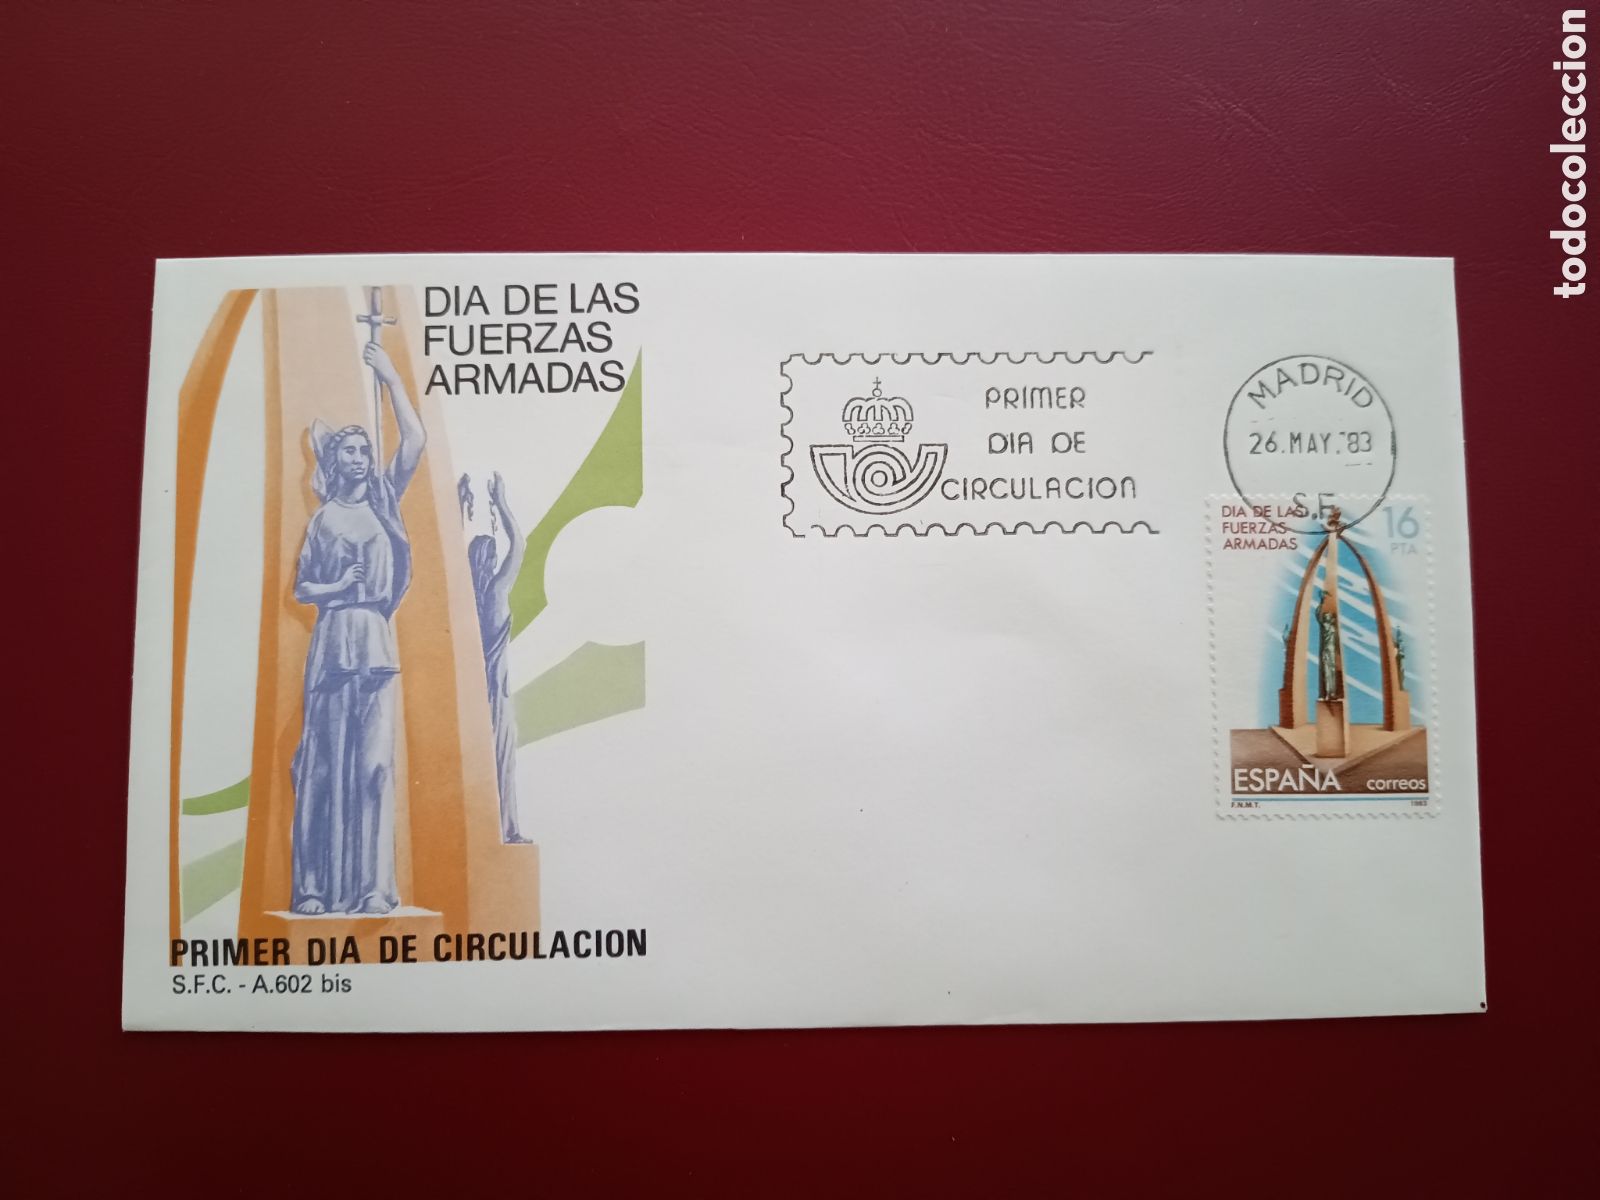 todocoleccion
DIA DE LAS
FUERZAS
ARMADAS
PRIMER
DIA DE
CIRCULACION
MADRID
26.MAY.83
S.F.
DIA DE LAS
FUERZAS
ARMADAS
16
PTA
ESPAÑA
correos
F.N.M.T.
1983
PRIMER DIA DE CIRCULACION
S.F.C. - A.602 bis